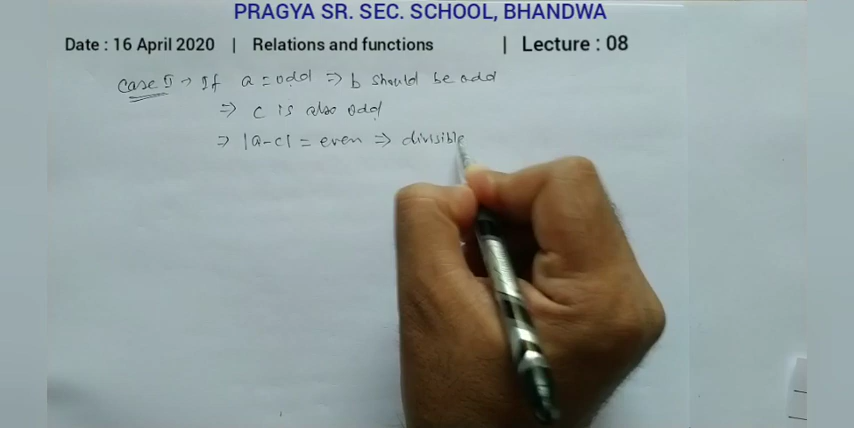 PRAGYA SR. SEC. SCHOOL, BHANDWA
Date : 16 April 2020 | Relations and functions | Lecture : 08
Case I → If a = odd ⇒ b should be odd
⇒ c is also odd
⇒ |a-c| = even ⇒ divisible